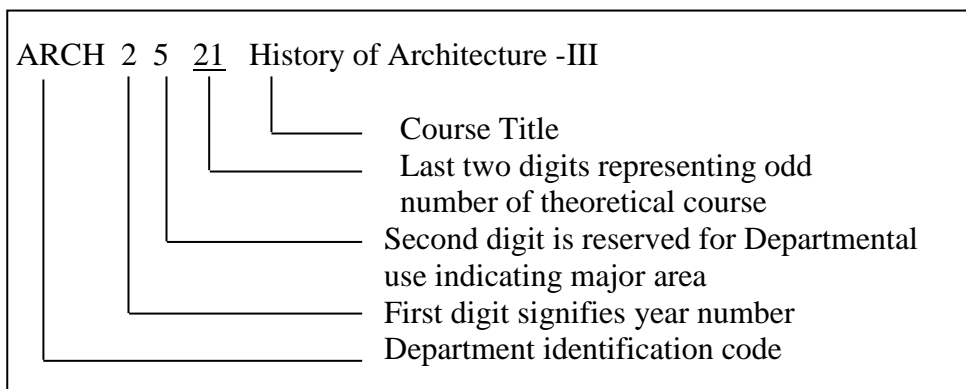 ARCH 2 5 21 History of Architecture -III
Course Title
Last two digits representing odd
number of theoretical course
Second digit is reserved for Departmental
use indicating major area
First digit signifies year number
Department identification code